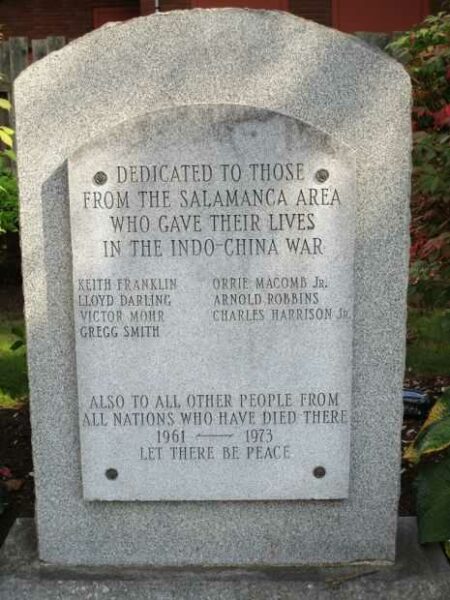 DEDICATED TO THOSE
FROM THE SALAMANCA AREA
WHO GAVE THEIR LIVES
IN THE INDO-CHINA WAR
KEITH FRANKLIN ORRIE MACOMB Jr.
LLOYD DARLING ARNOLD ROBBINS
VICTOR MOHR CHARLES HARRISON Jr.
GREGG SMITH
ALSO TO ALL OTHER PEOPLE FROM
ALL NATIONS WHO HAVE DIED THERE
1961 — 1973
LET THERE BE PEACE